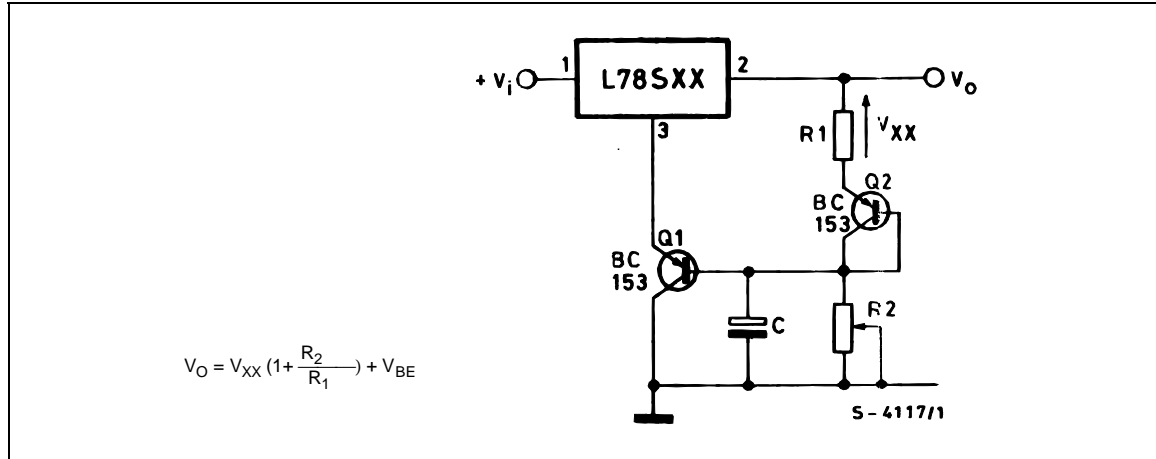 + Vi
1
L78SXX
2
Vo
3
R1
VXX
Q2
BC
153
Q1
BC
153
C
R2
VO = VXX (1+ R2/R1) + VBE
S-4117/1